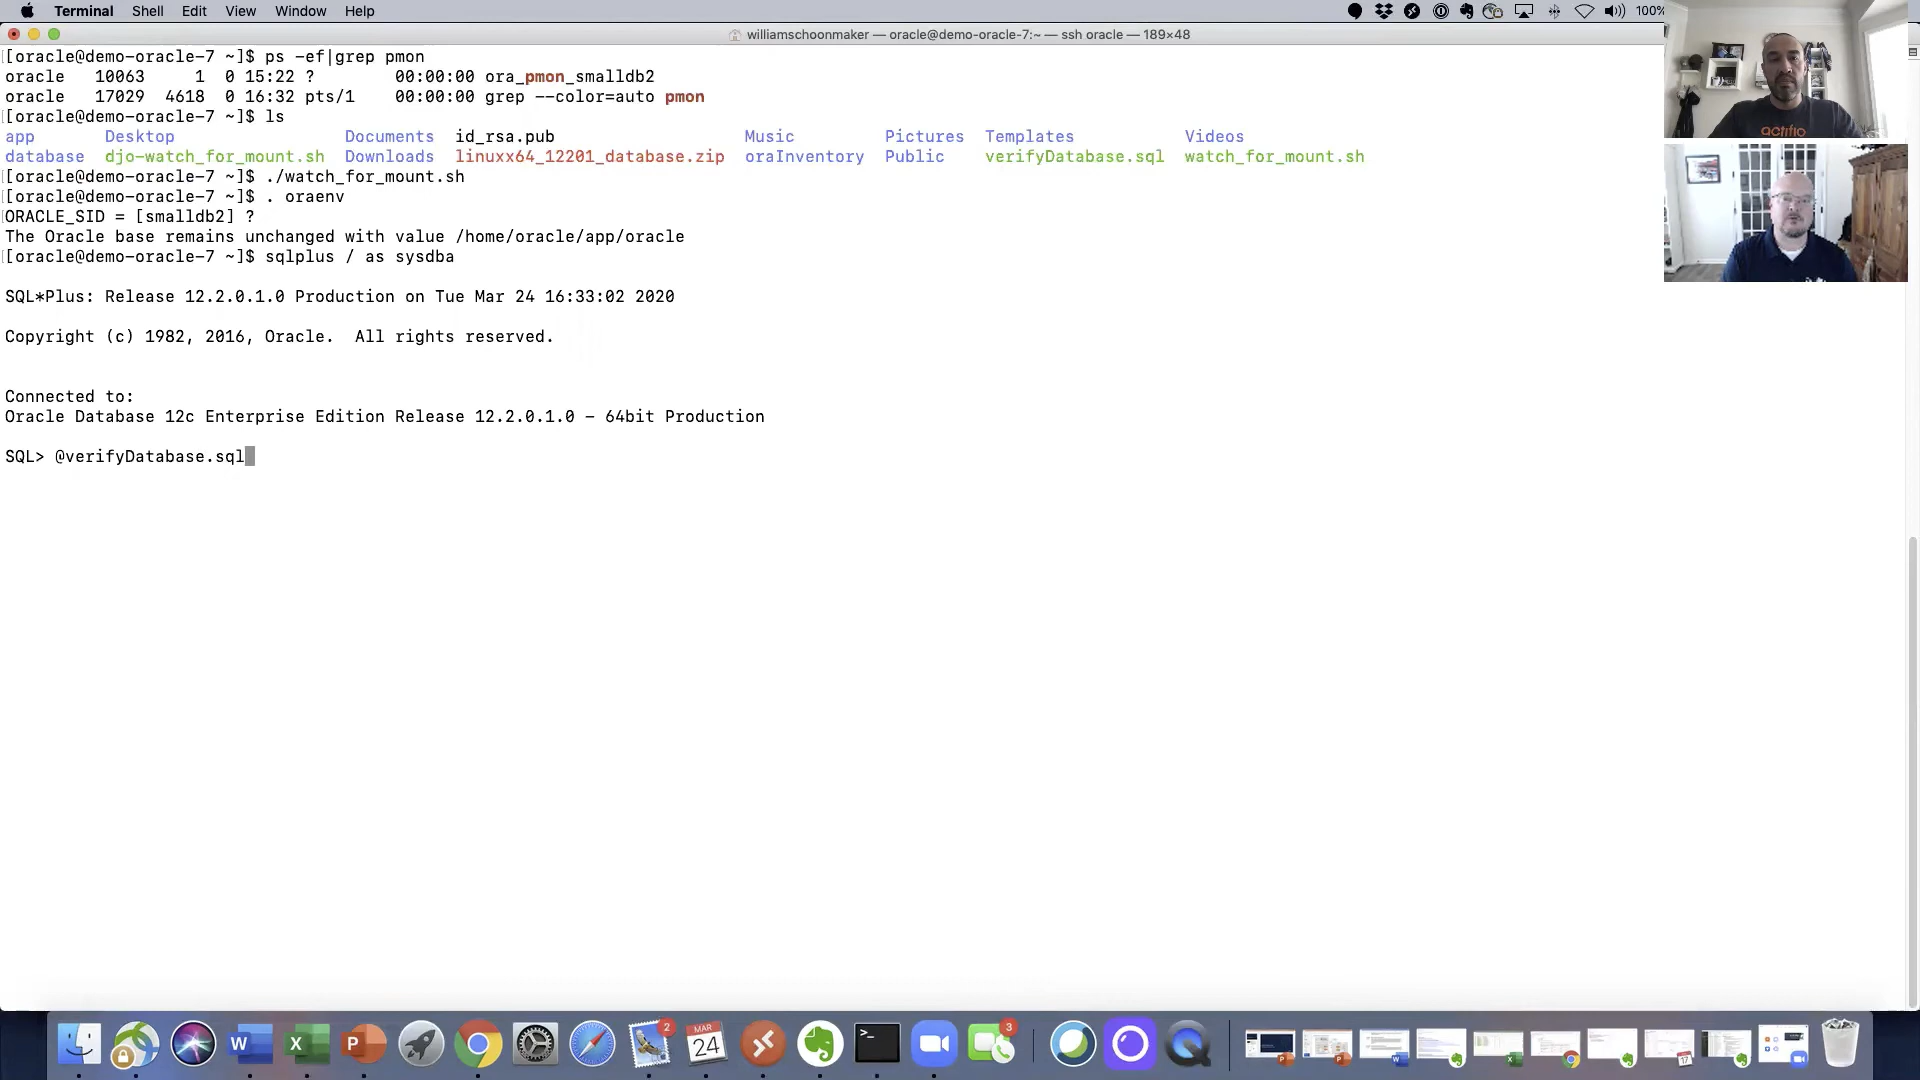 Terminal Shell Edit View Window Help 100%
williamschoonmaker — oracle@demo-oracle-7:~ — ssh oracle — 189×48
[oracle@demo-oracle-7 ~]$ ps -ef|grep pmon
oracle 10063 1 0 15:22 ? 00:00:00 ora_pmon_smalldb2
oracle 17029 4618 0 16:32 pts/1 00:00:00 grep --color=auto pmon
[oracle@demo-oracle-7 ~]$ ls
app Desktop Documents id_rsa.pub Music Pictures Templates Videos
database djo-watch_for_mount.sh Downloads linuxx64_12201_database.zip oraInventory Public verifyDatabase.sql watch_for_mount.sh
[oracle@demo-oracle-7 ~]$ ./watch_for_mount.sh
[oracle@demo-oracle-7 ~]$ . oraenv
ORACLE_SID = [smalldb2] ?
The Oracle base remains unchanged with value /home/oracle/app/oracle
[oracle@demo-oracle-7 ~]$ sqlplus / as sysdba
SQL*Plus: Release 12.2.0.1.0 Production on Tue Mar 24 16:33:02 2020
Copyright (c) 1982, 2016, Oracle.  All rights reserved.
Connected to:
Oracle Database 12c Enterprise Edition Release 12.2.0.1.0 - 64bit Production
SQL> @verifyDatabase.sql
actifio
W X P 2 MAR 24 >_ 3